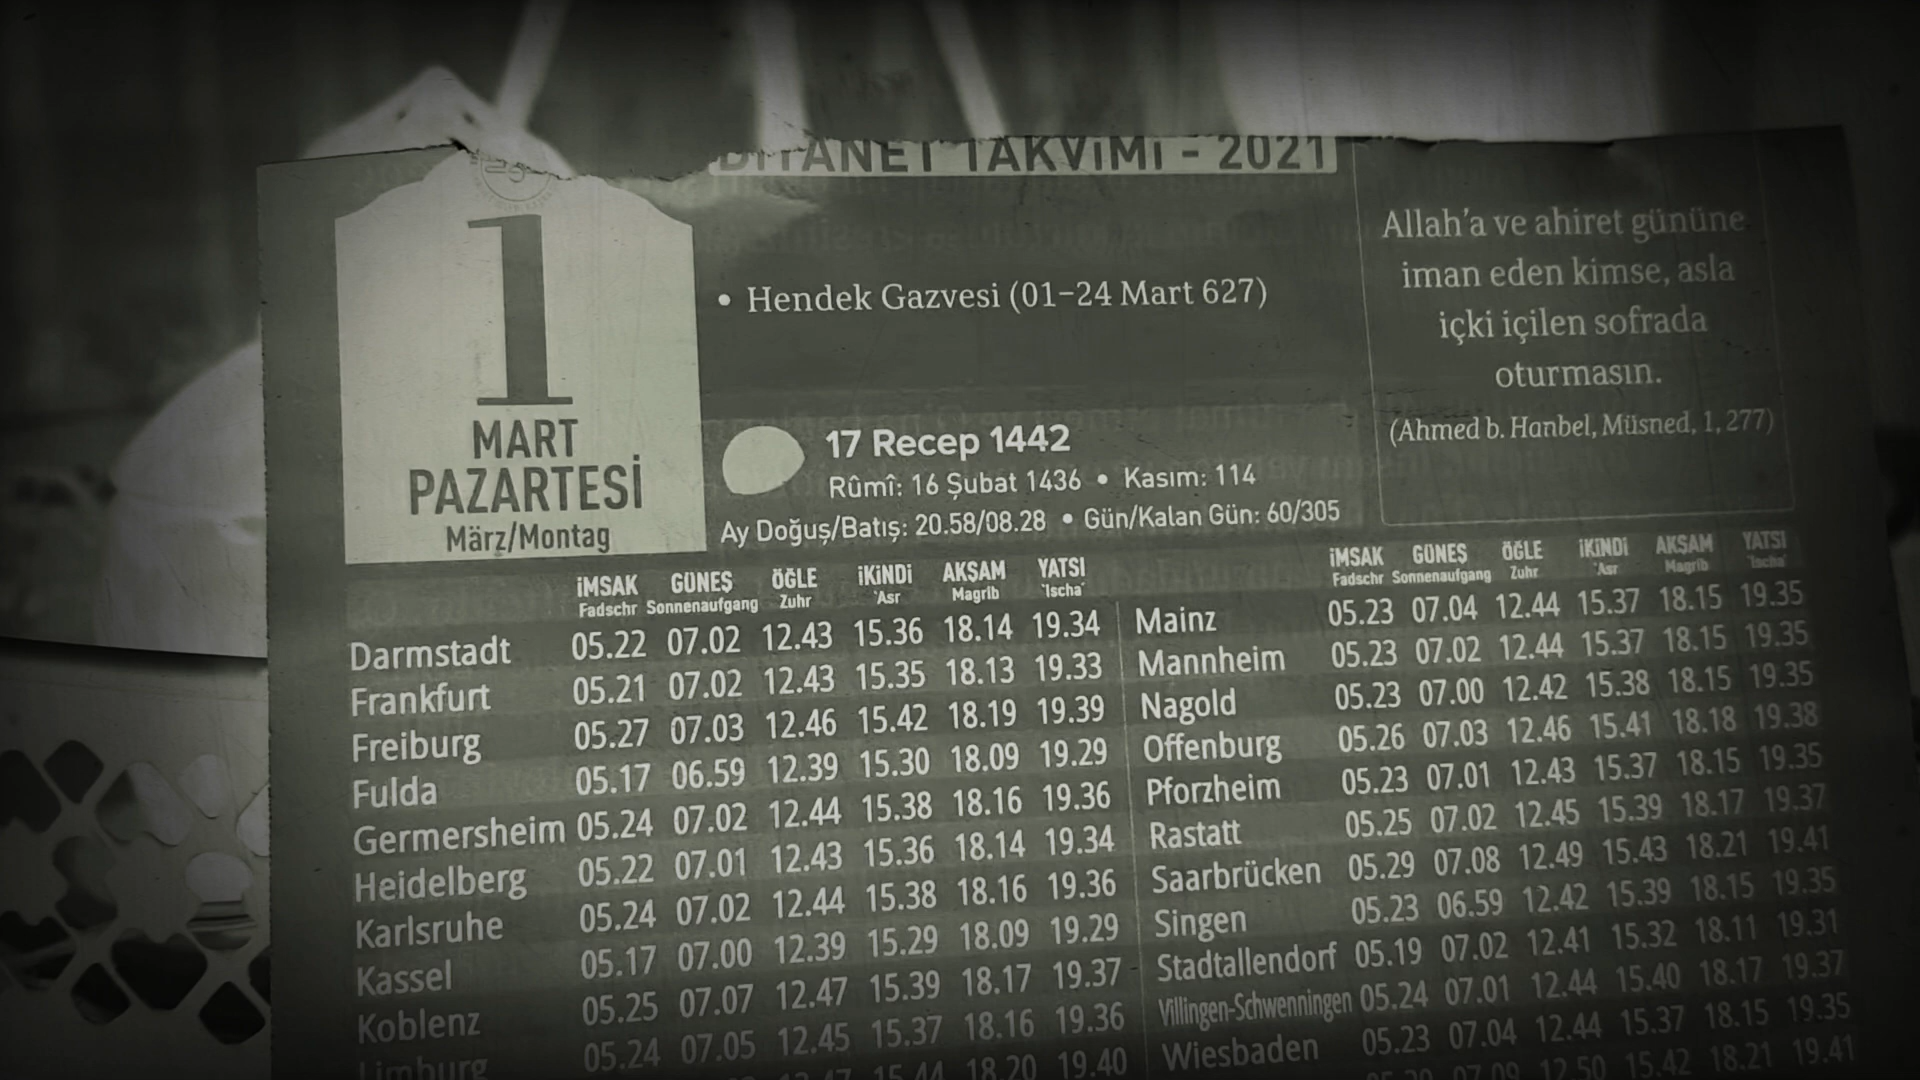 DİYANET TAKVİMİ - 2021
1
MART
PAZARTESİ
März/Montag
• Hendek Gazvesi (01-24 Mart 627)
17 Recep 1442
Rûmî: 16 Şubat 1436 • Kasım: 114
Ay Doğuş/Batış: 20.58/08.28 • Gün/Kalan Gün: 60/305
Allah'a ve ahiret gününe
iman eden kimse, asla
içki içilen sofrada
oturmasın.
(Ahmed b. Hanbel, Müsned, 1, 277)
İMSAK GÜNEŞ ÖĞLE İKİNDİ AKŞAM YATSI
Fadschr Sonnenaufgang Zuhr 'Asr Magrib 'Ischa'
Darmstadt 05.22 07.02 12.43 15.36 18.14 19.34
Frankfurt 05.21 07.02 12.43 15.35 18.13 19.33
Freiburg 05.27 07.03 12.46 15.42 18.19 19.39
Fulda 05.17 06.59 12.39 15.30 18.09 19.29
Germersheim 05.24 07.02 12.44 15.38 18.16 19.36
Heidelberg 05.22 07.01 12.43 15.36 18.14 19.34
Karlsruhe 05.24 07.02 12.44 15.38 18.16 19.36
Kassel 05.17 07.00 12.39 15.29 18.09 19.29
Koblenz 05.25 07.07 12.47 15.39 18.17 19.37
Limburg 05.24 07.05 12.45 15.37 18.16 19.36
15.44 18.20 19.40
İMSAK GÜNEŞ ÖĞLE İKİNDİ AKŞAM YATSI
Fadschr Sonnenaufgang Zuhr 'Asr Magrib 'Ischa'
Mainz 05.23 07.04 12.44 15.37 18.15 19.35
Mannheim 05.23 07.02 12.44 15.37 18.15 19.35
Nagold 05.23 07.00 12.42 15.38 18.15 19.35
Offenburg 05.26 07.03 12.46 15.41 18.18 19.38
Pforzheim 05.23 07.01 12.43 15.37 18.15 19.35
Rastatt 05.25 07.02 12.45 15.39 18.17 19.37
Saarbrücken 05.29 07.08 12.49 15.43 18.21 19.41
Singen 05.23 06.59 12.42 15.39 18.15 19.35
Stadtallendorf 05.19 07.02 12.41 15.32 18.11 19.31
Villingen-Schwenningen 05.24 07.01 12.44 15.40 18.17 19.37
Wiesbaden 05.23 07.04 12.44 15.37 18.15 19.35
07.09 12.50 15.42 18.21 19.41